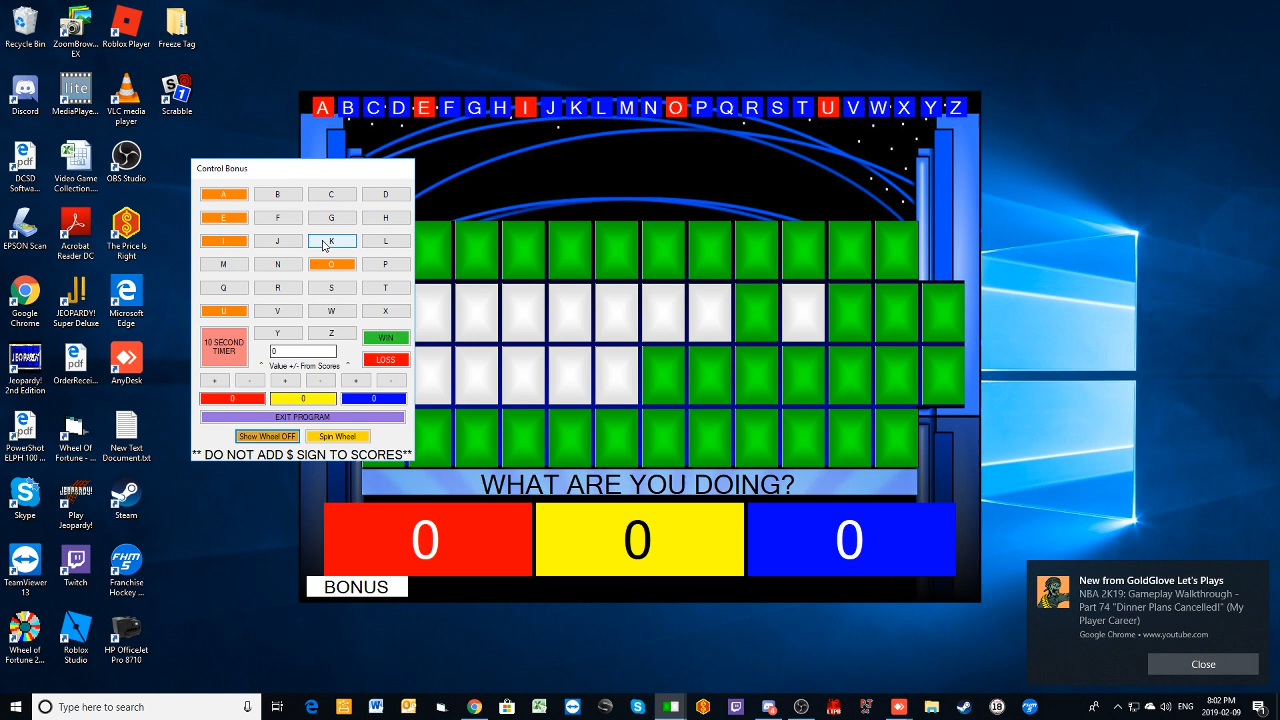 Recycle Bin
ZoomBrow...
EX
Roblox Player
Freeze Tag
Discord
MediaPlaye...
VLC media
player
Scrabble
DCSD
Softwa...
Video Game
Collection....
OBS Studio
EPSON Scan
Acrobat
Reader DC
The Price Is
Right
Google
Chrome
JEOPARDY!
Super Deluxe
Microsoft
Edge
Jeopardy!
2nd Edition
OrderRecei...
AnyDesk
PowerShot
ELPH 100 ...
Wheel Of
Fortune - ...
New Text
Document.txt
Skype
Play
Jeopardy!
Steam
TeamViewer
13
Twitch
Franchise
Hockey ...
Wheel of
Fortune 2...
Roblox
Studio
HP OfficeJet
Pro 8710
A B C D E F G H I J K L M N O P Q R S T U V W X Y Z
Control Bonus
A B C D
E F G H
I J K L
M N O P
Q R S T
U V W X
Y Z
10 SECOND
TIMER
WIN
0
LOSS
^ Value +/- From Scores ^
+ - + - + -
0 0 0
EXIT PROGRAM
Show Wheel OFF Spin Wheel
** DO NOT ADD $ SIGN TO SCORES**
WHAT ARE YOU DOING?
0 0 0
BONUS
New from GoldGlove Let's Plays
NBA 2K19: Gameplay Walkthrough -
Part 74 "Dinner Plans Cancelled!" (My
Player Career)
Google Chrome • www.youtube.com
Close
Type here to search
ENG
8:02 PM
2019-02-09